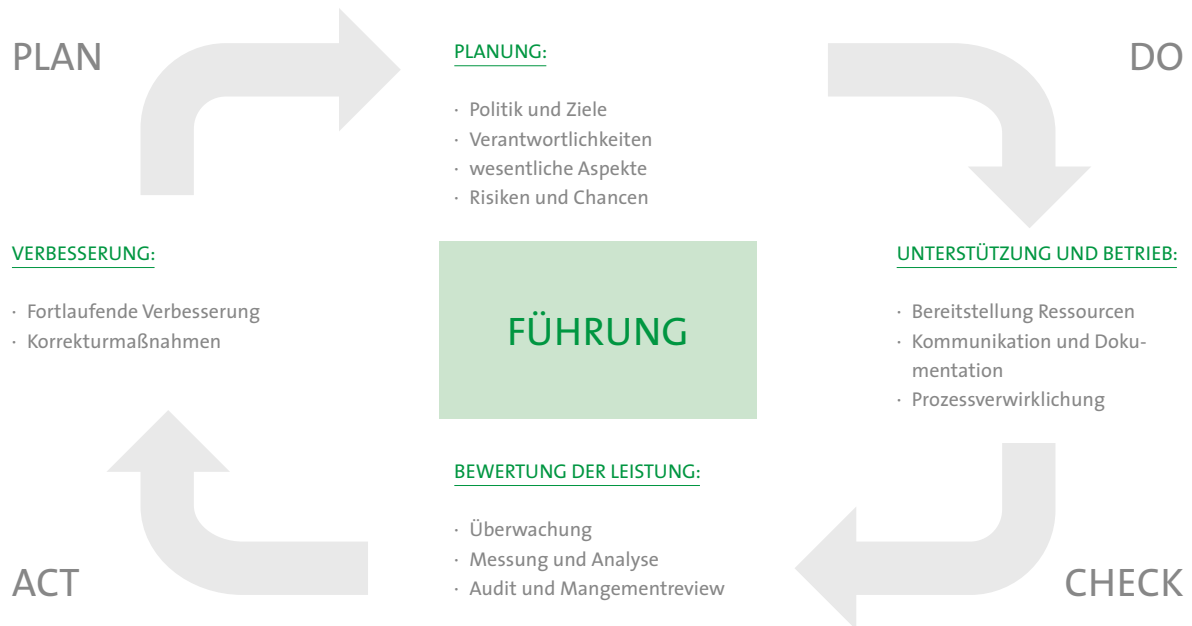 PLAN
PLANUNG:
· Politik und Ziele
· Verantwortlichkeiten
· wesentliche Aspekte
· Risiken und Chancen
DO
UNTERSTÜTZUNG UND BETRIEB:
· Bereitstellung Ressourcen
· Kommunikation und Doku-
mentation
· Prozessverwirklichung
FÜHRUNG
CHECK
BEWERTUNG DER LEISTUNG:
· Überwachung
· Messung und Analyse
· Audit und Mangementreview
ACT
VERBESSERUNG:
· Fortlaufende Verbesserung
· Korrekturmaßnahmen